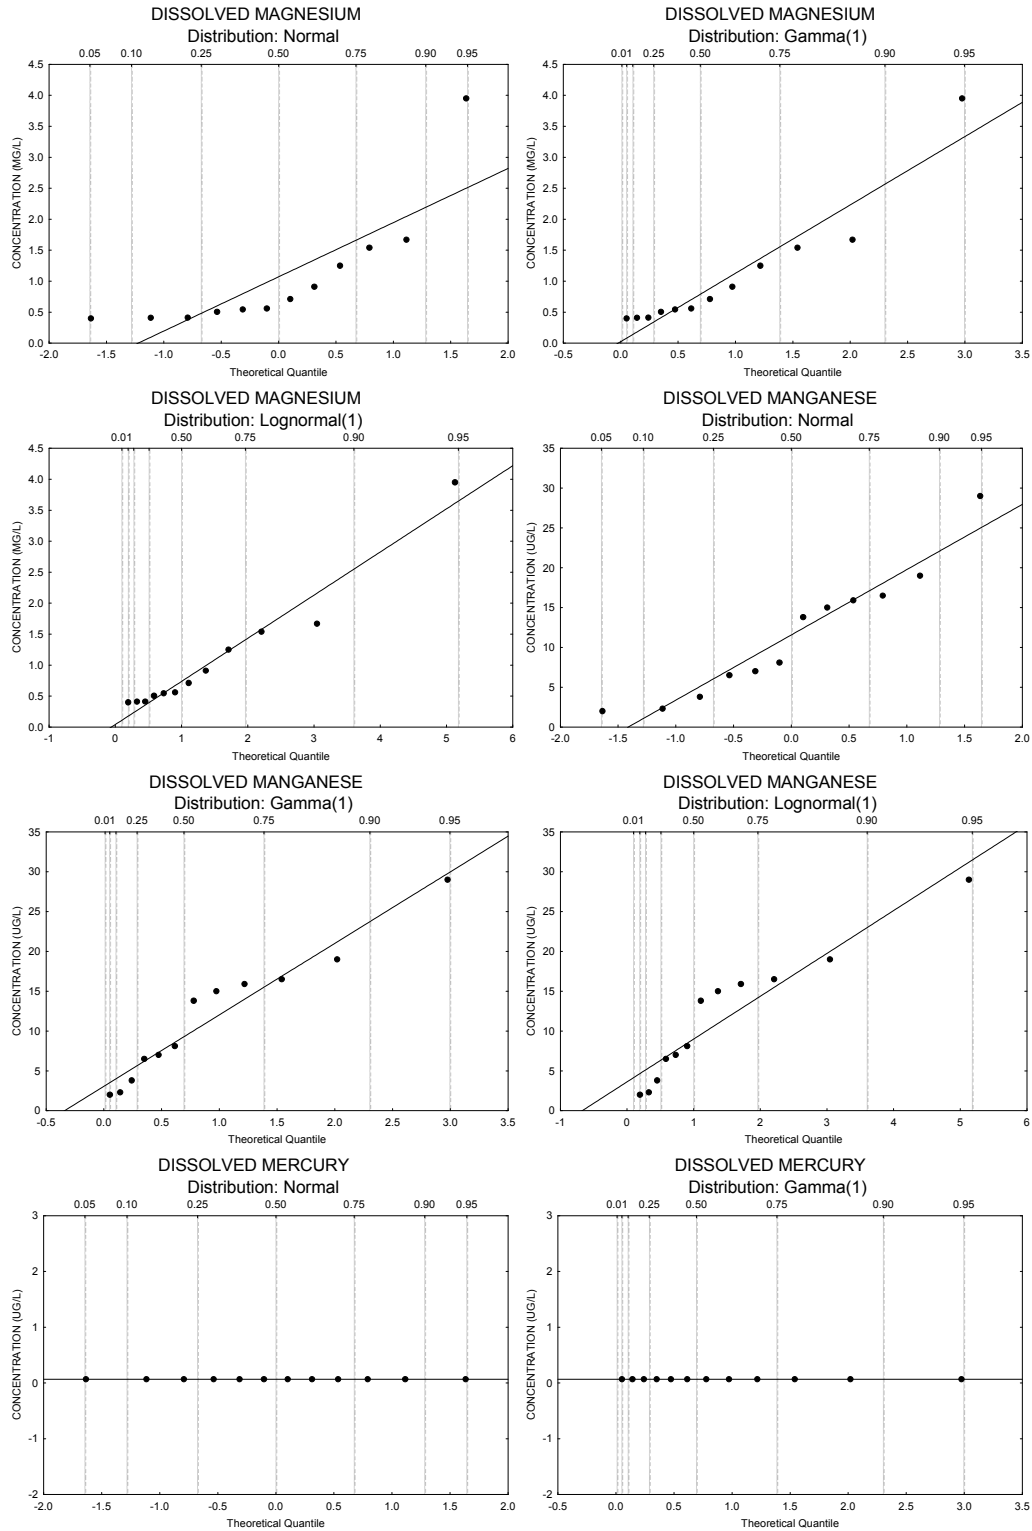 DISSOLVED MAGNESIUM
Distribution: Normal
0.05 0.10 0.25 0.50 0.75 0.90 0.95
CONCENTRATION (MG/L)
4.5
4.0
3.5
3.0
2.5
2.0
1.5
1.0
0.5
0.0
-2.0 -1.5 -1.0 -0.5 0.0 0.5 1.0 1.5 2.0
Theoretical Quantile
DISSOLVED MAGNESIUM
Distribution: Gamma(1)
0.01 0.25 0.50 0.75 0.90 0.95
CONCENTRATION (MG/L)
4.5
4.0
3.5
3.0
2.5
2.0
1.5
1.0
0.5
0.0
-0.5 0.0 0.5 1.0 1.5 2.0 2.5 3.0 3.5
Theoretical Quantile
DISSOLVED MAGNESIUM
Distribution: Lognormal(1)
0.01 0.50 0.75 0.90 0.95
CONCENTRATION (MG/L)
4.5
4.0
3.5
3.0
2.5
2.0
1.5
1.0
0.5
0.0
-1 0 1 2 3 4 5 6
Theoretical Quantile
DISSOLVED MANGANESE
Distribution: Normal
0.05 0.10 0.25 0.50 0.75 0.90 0.95
CONCENTRATION (UG/L)
35
30
25
20
15
10
5
0
-2.0 -1.5 -1.0 -0.5 0.0 0.5 1.0 1.5 2.0
Theoretical Quantile
DISSOLVED MANGANESE
Distribution: Gamma(1)
0.01 0.25 0.50 0.75 0.90 0.95
CONCENTRATION (UG/L)
35
30
25
20
15
10
5
0
-0.5 0.0 0.5 1.0 1.5 2.0 2.5 3.0 3.5
Theoretical Quantile
DISSOLVED MANGANESE
Distribution: Lognormal(1)
0.01 0.50 0.75 0.90 0.95
CONCENTRATION (UG/L)
35
30
25
20
15
10
5
0
-1 0 1 2 3 4 5 6
Theoretical Quantile
DISSOLVED MERCURY
Distribution: Normal
0.05 0.10 0.25 0.50 0.75 0.90 0.95
CONCENTRATION (UG/L)
3
2
1
0
-1
-2
-2.0 -1.5 -1.0 -0.5 0.0 0.5 1.0 1.5 2.0
Theoretical Quantile
DISSOLVED MERCURY
Distribution: Gamma(1)
0.01 0.25 0.50 0.75 0.90 0.95
CONCENTRATION (UG/L)
3
2
1
0
-1
-2
-0.5 0.0 0.5 1.0 1.5 2.0 2.5 3.0 3.5
Theoretical Quantile